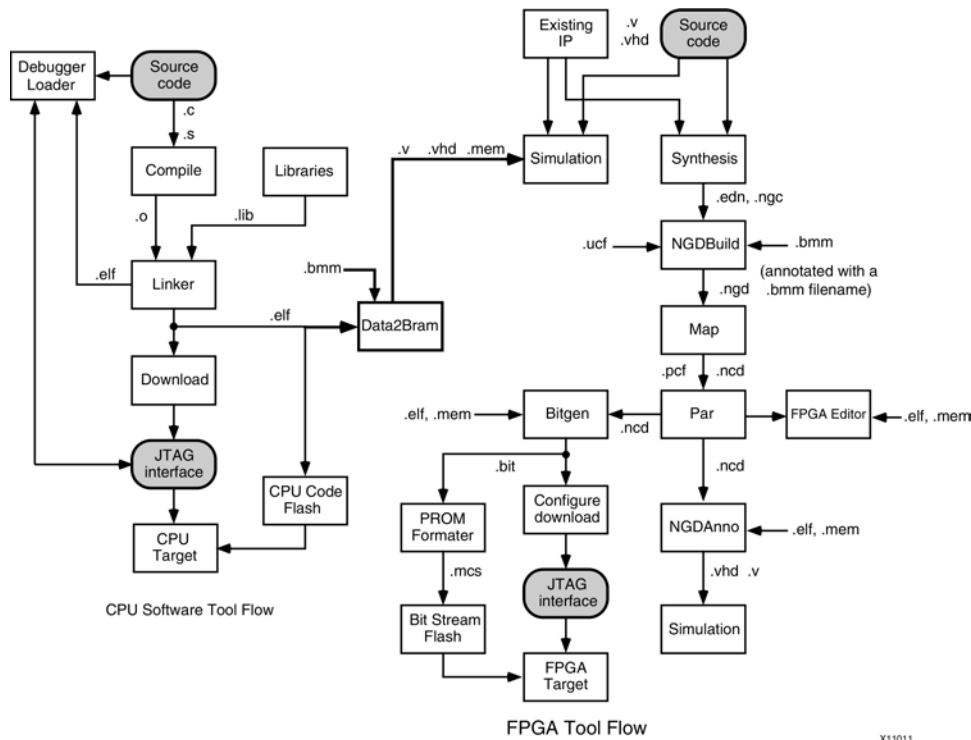 Debugger
Loader
Source
code
.c
.s
Compile
Libraries
.o
.lib
.elf
Linker
.elf
Download
JTAG
interface
CPU
Target
CPU Code
Flash
CPU Software Tool Flow
.bmm
Data2Bram
.v .vhd .mem
Existing
IP
.v
.vhd
Source
code
Simulation
Synthesis
.edn, .ngc
.ucf
NGDBuild
.bmm
(annotated with a
.bmm filename)
.ngd
Map
.pcf .ncd
.elf, .mem
Bitgen
.ncd
Par
FPGA Editor
.elf, .mem
.bit
.ncd
PROM
Formater
Configure
download
NGDAnno
.elf, .mem
.mcs
JTAG
interface
.vhd .v
Bit Stream
Flash
Simulation
FPGA
Target
FPGA Tool Flow
X11011